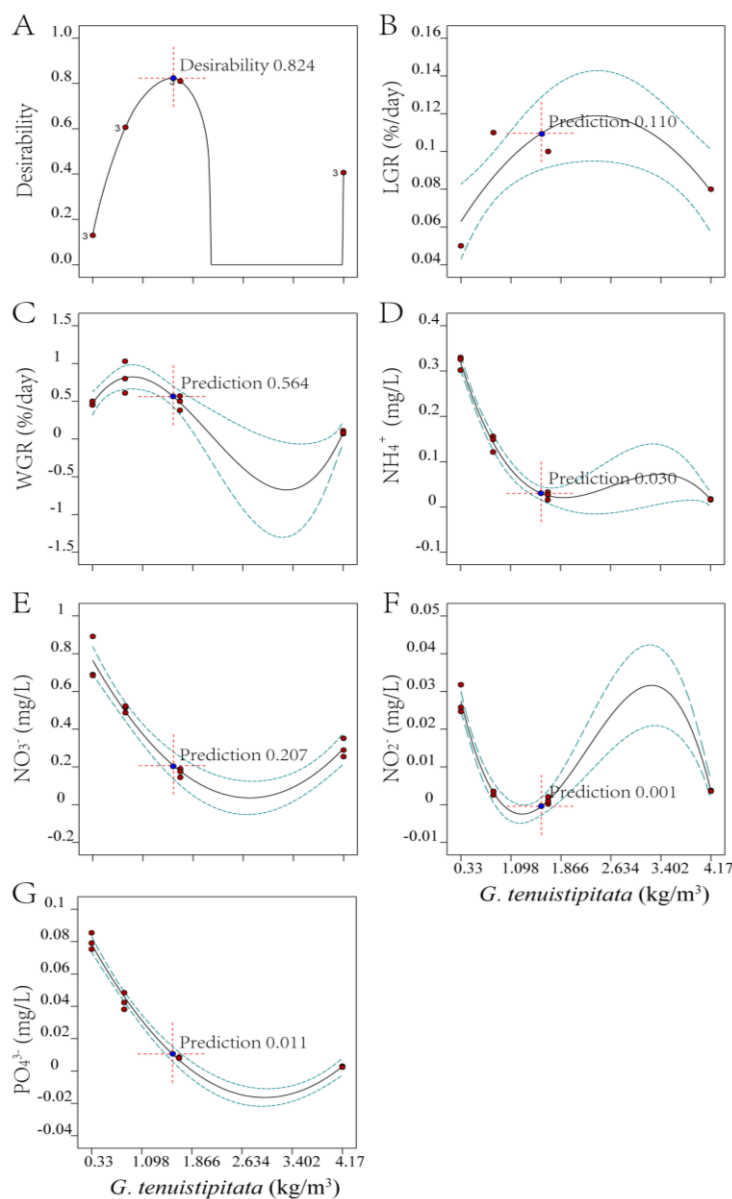 A
Desirability
1.0
0.8
0.6
0.4
0.2
0.0
Desirability 0.824
3
3
3
3
B
LGR (%/day)
0.16
0.14
0.12
0.10
0.08
0.06
0.04
Prediction 0.110
C
WGR (%/day)
1.5
1
0.5
0
-0.5
-1
-1.5
Prediction 0.564
D
NH₄⁺ (mg/L)
0.4
0.3
0.2
0.1
0
-0.1
Prediction 0.030
E
NO₃⁻ (mg/L)
1
0.8
0.6
0.4
0.2
0
-0.2
Prediction 0.207
F
NO₂⁻ (mg/L)
0.05
0.04
0.03
0.02
0.01
0
-0.01
Prediction 0.001
0.33 1.098 1.866 2.634 3.402 4.17
G. tenuistipitata (kg/m³)
G
PO₄³⁻ (mg/L)
0.1
0.08
0.06
0.04
0.02
0
-0.02
-0.04
Prediction 0.011
0.33 1.098 1.866 2.634 3.402 4.17
G. tenuistipitata (kg/m³)